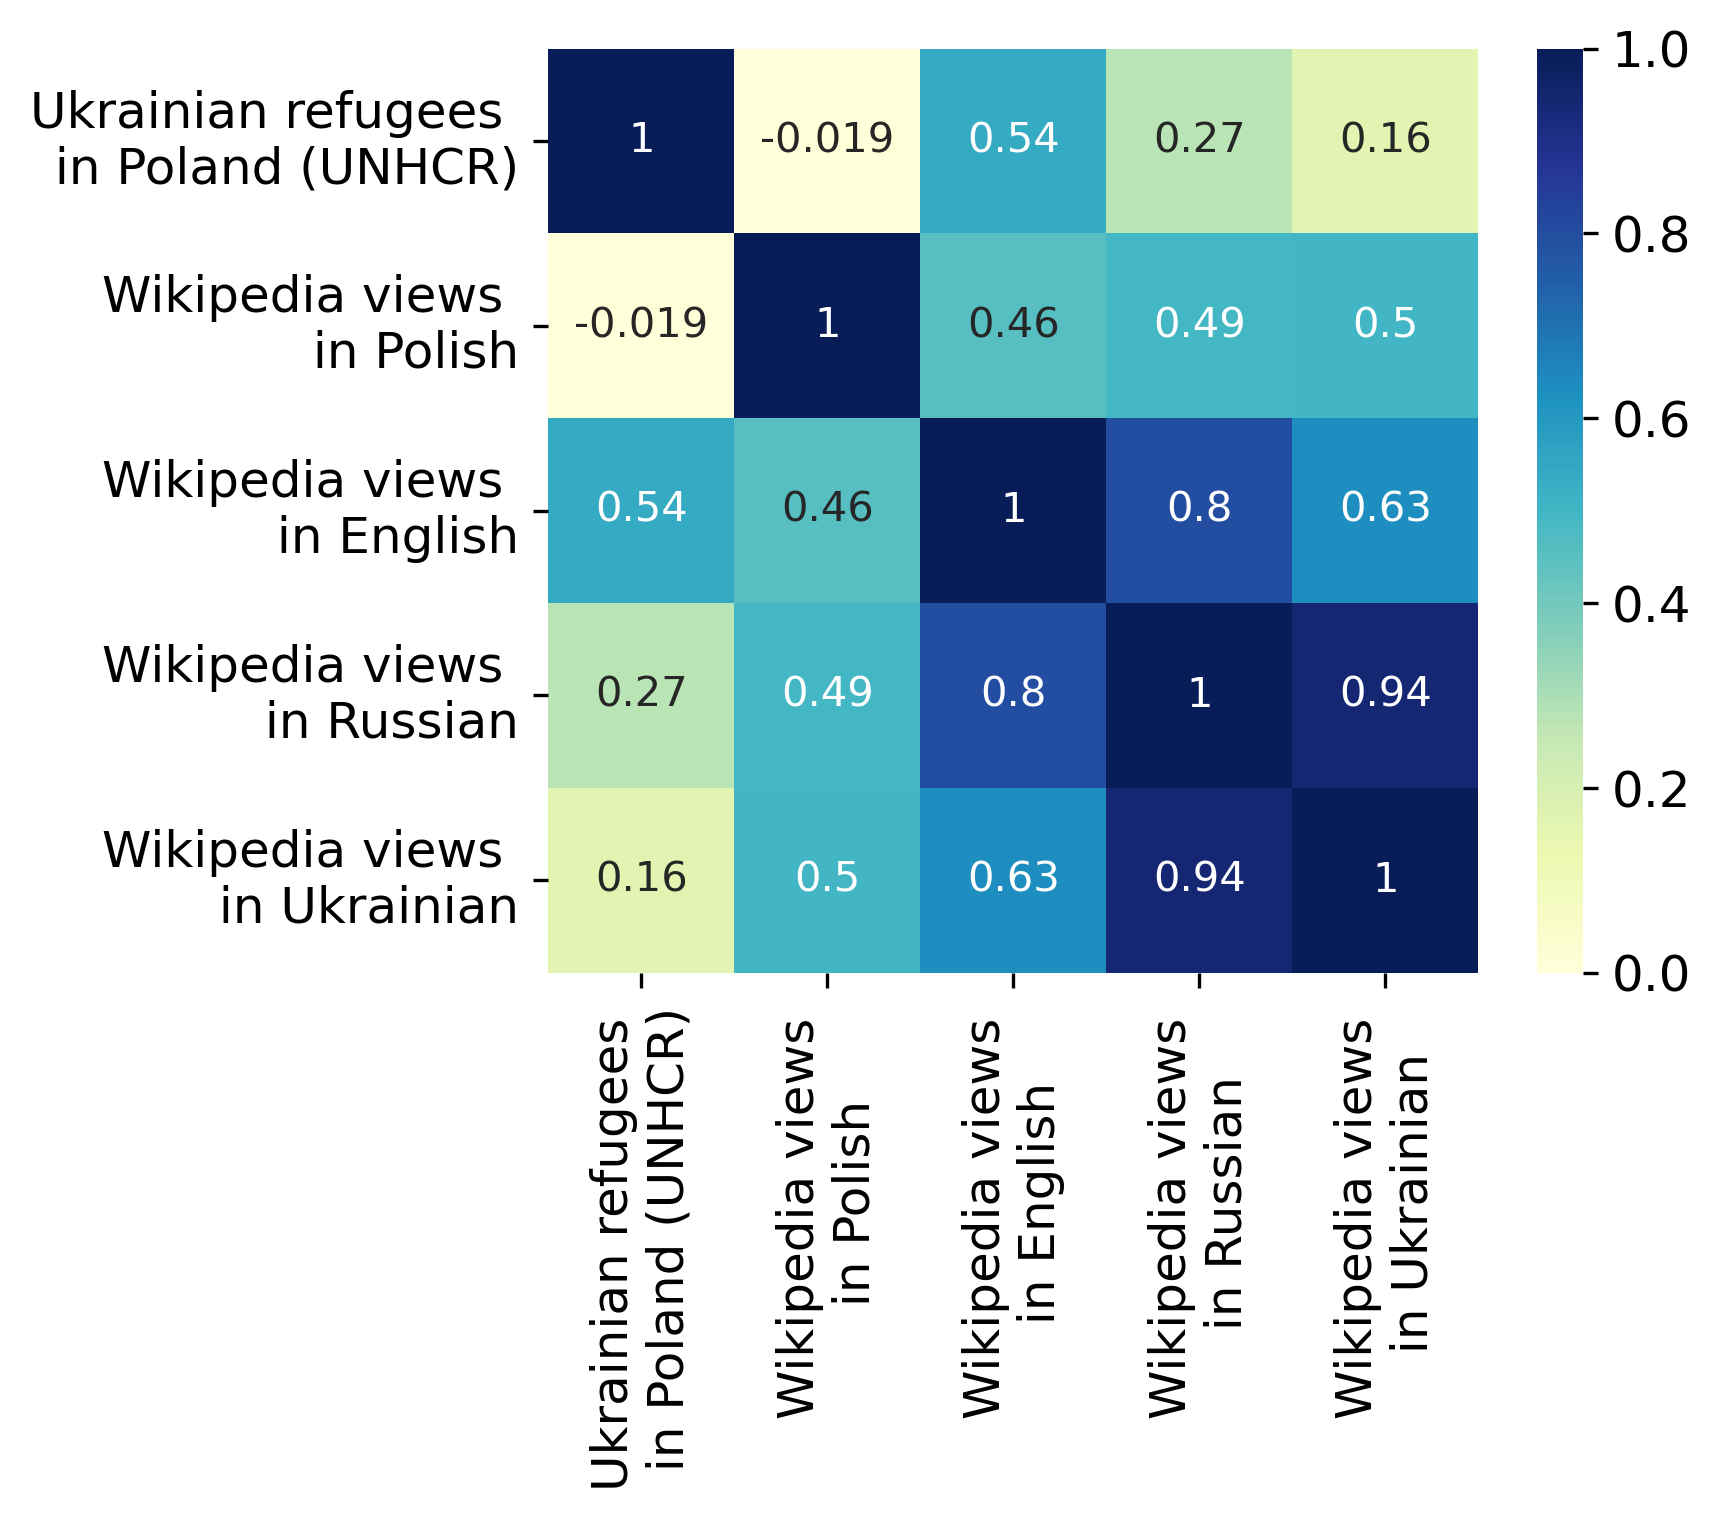 Ukrainian refugees
in Poland (UNHCR)
1
-0.019
0.54
0.27
0.16
Wikipedia views
in Polish
-0.019
1
0.46
0.49
0.5
Wikipedia views
in English
0.54
0.46
1
0.8
0.63
Wikipedia views
in Russian
0.27
0.49
0.8
1
0.94
Wikipedia views
in Ukrainian
0.16
0.5
0.63
0.94
1
Ukrainian refugees
in Poland (UNHCR)
Wikipedia views
in Polish
Wikipedia views
in English
Wikipedia views
in Russian
Wikipedia views
in Ukrainian
1.0
0.8
0.6
0.4
0.2
0.0